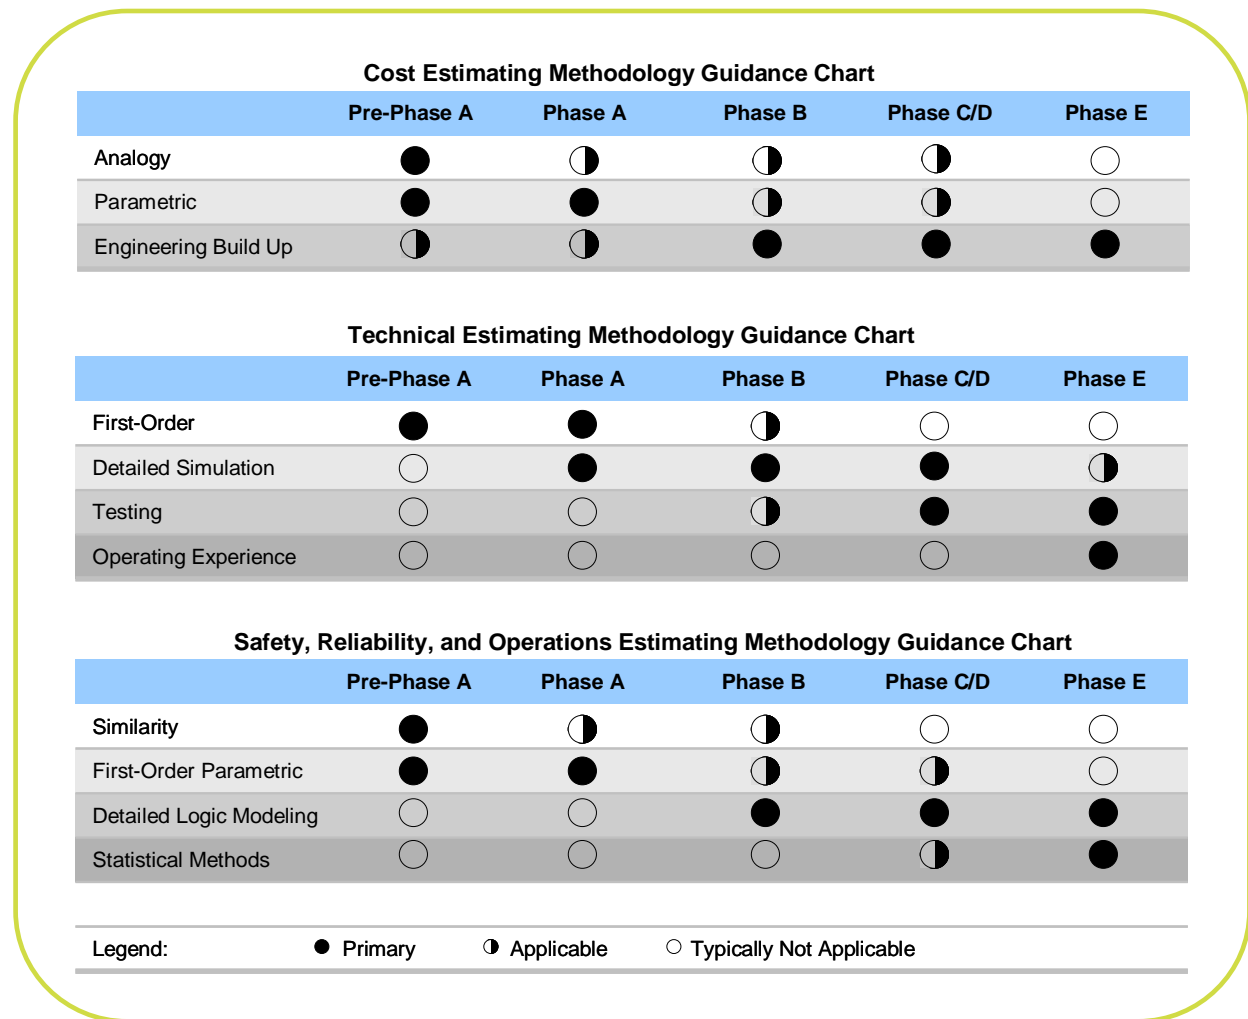 Cost Estimating Methodology Guidance Chart
Pre-Phase A Phase A Phase B Phase C/D Phase E
Analogy
Parametric
Engineering Build Up
Technical Estimating Methodology Guidance Chart
Pre-Phase A Phase A Phase B Phase C/D Phase E
First-Order
Detailed Simulation
Testing
Operating Experience
Safety, Reliability, and Operations Estimating Methodology Guidance Chart
Pre-Phase A Phase A Phase B Phase C/D Phase E
Similarity
First-Order Parametric
Detailed Logic Modeling
Statistical Methods
Legend: Primary Applicable Typically Not Applicable